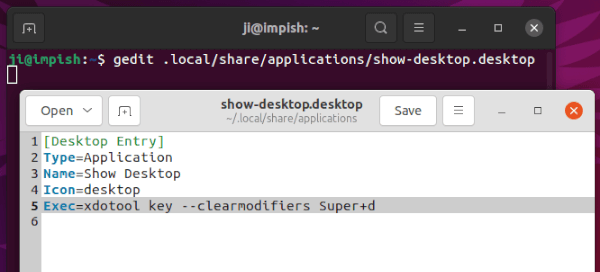 ji@impish: ~
ji@impish:~$ gedit .local/share/applications/show-desktop.desktop
Open
show-desktop.desktop
~/.local/share/applications
Save
1 [Desktop Entry]
2 Type=Application
3 Name=Show Desktop
4 Icon=desktop
5 Exec=xdotool key --clearmodifiers Super+d
6